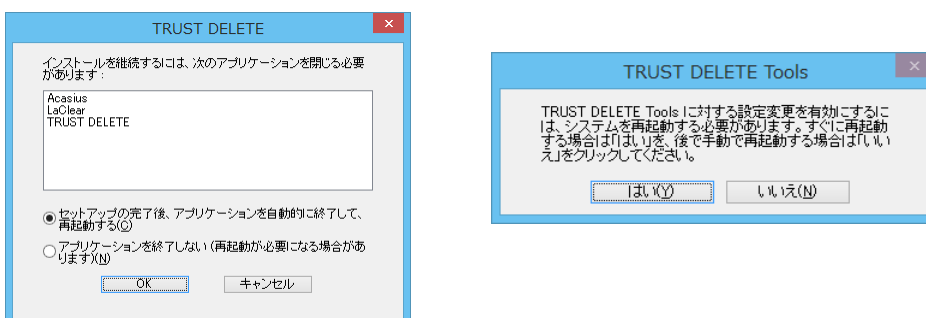 TRUST DELETE
インストールを継続するには、次のアプリケーションを閉じる必要
があります:
Acasius
LaClear
TRUST DELETE
セットアップの完了後、アプリケーションを自動的に終了して、
再起動する(C)
アプリケーションを終了しない (再起動が必要になる場合があ
ります)(N)
OK
キャンセル
TRUST DELETE Tools
TRUST DELETE Tools に対する設定変更を有効にするに
は、システムを再起動する必要があります。すぐに再起動
する場合は「はい」を、後で手動で再起動する場合は「いい
え」をクリックしてください。
はい(Y)
いいえ(N)